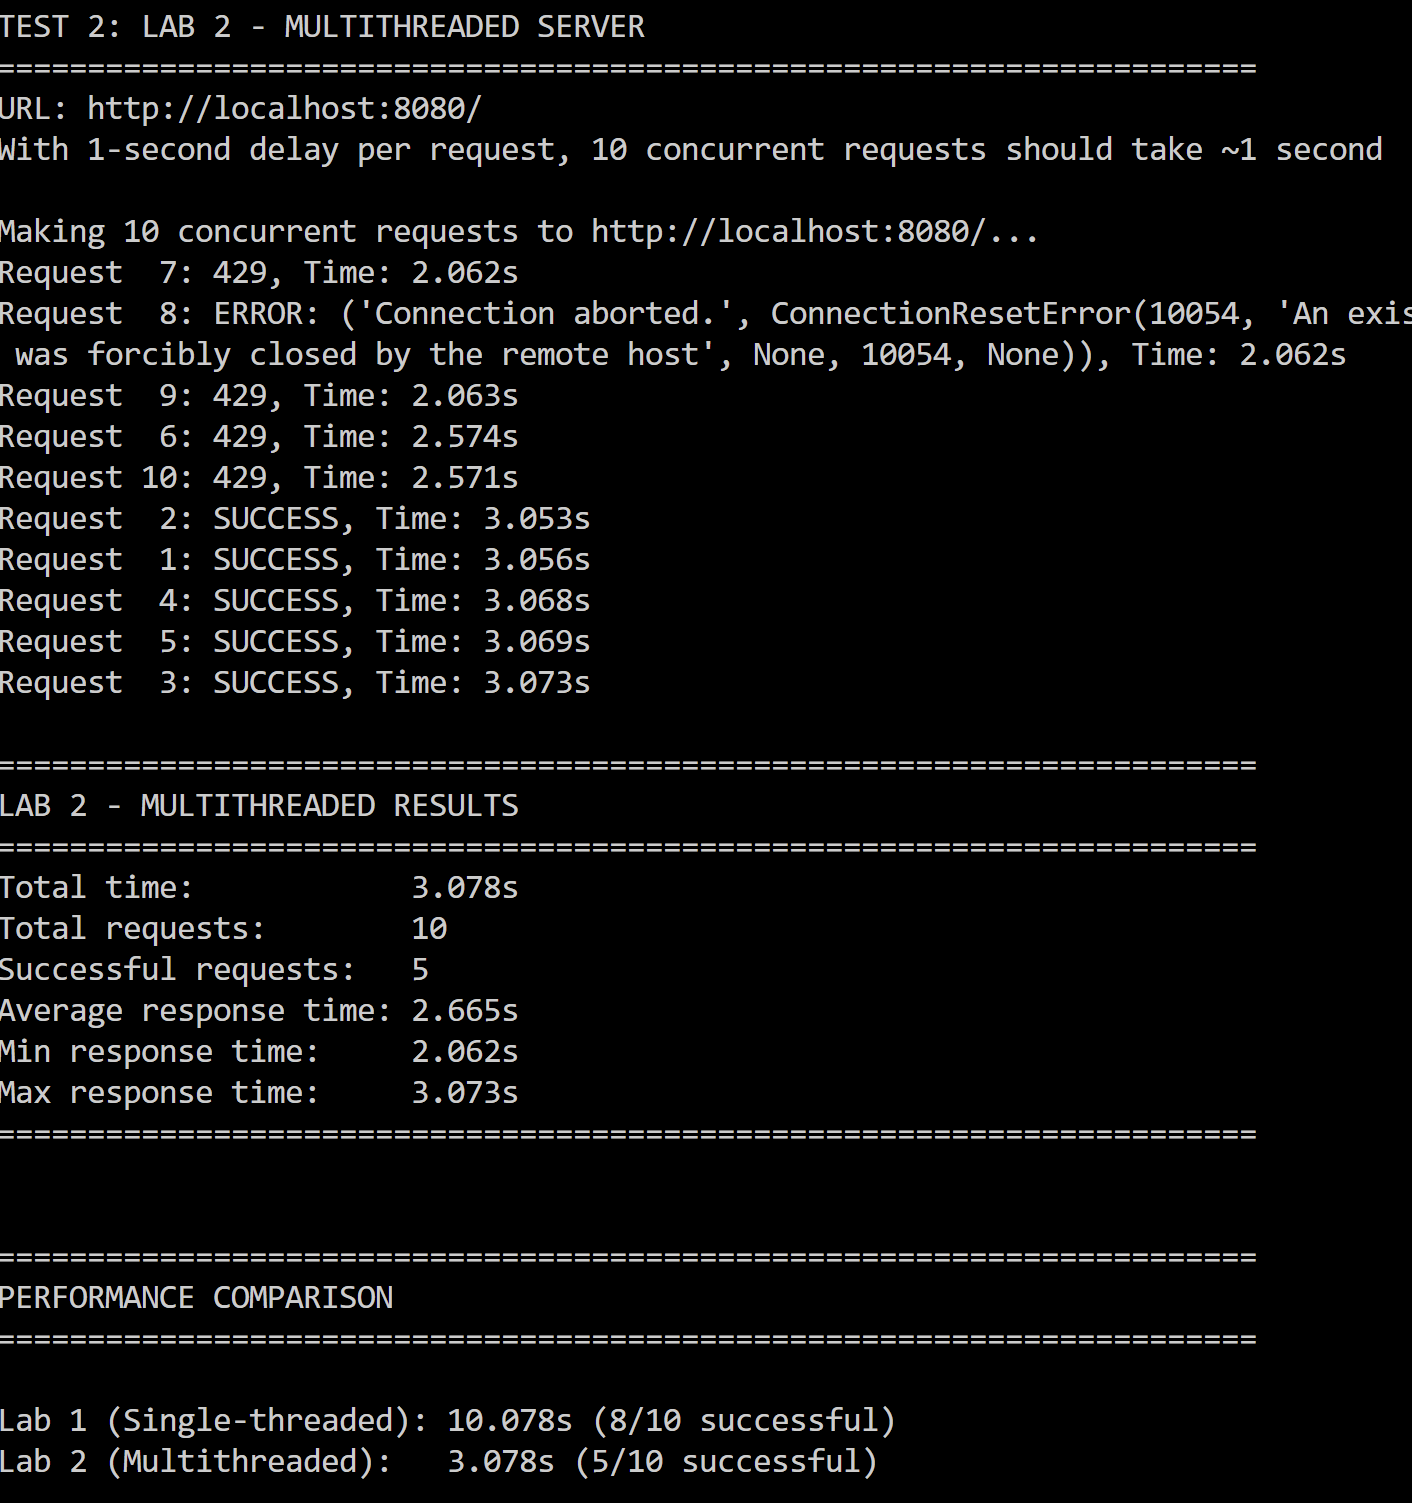 TEST 2: LAB 2 - MULTITHREADED SERVER
======================================================================
URL: http://localhost:8080/
With 1-second delay per request, 10 concurrent requests should take ~1 second
Making 10 concurrent requests to http://localhost:8080/...
Request  7: 429, Time: 2.062s
Request  8: ERROR: ('Connection aborted.', ConnectionResetError(10054, 'An exis
 was forcibly closed by the remote host', None, 10054, None)), Time: 2.062s
Request  9: 429, Time: 2.063s
Request  6: 429, Time: 2.574s
Request 10: 429, Time: 2.571s
Request  2: SUCCESS, Time: 3.053s
Request  1: SUCCESS, Time: 3.056s
Request  4: SUCCESS, Time: 3.068s
Request  5: SUCCESS, Time: 3.069s
Request  3: SUCCESS, Time: 3.073s
======================================================================
LAB 2 - MULTITHREADED RESULTS
======================================================================
Total time:            3.078s
Total requests:        10
Successful requests:   5
Average response time: 2.665s
Min response time:     2.062s
Max response time:     3.073s
======================================================================
======================================================================
PERFORMANCE COMPARISON
======================================================================
Lab 1 (Single-threaded): 10.078s (8/10 successful)
Lab 2 (Multithreaded):   3.078s (5/10 successful)